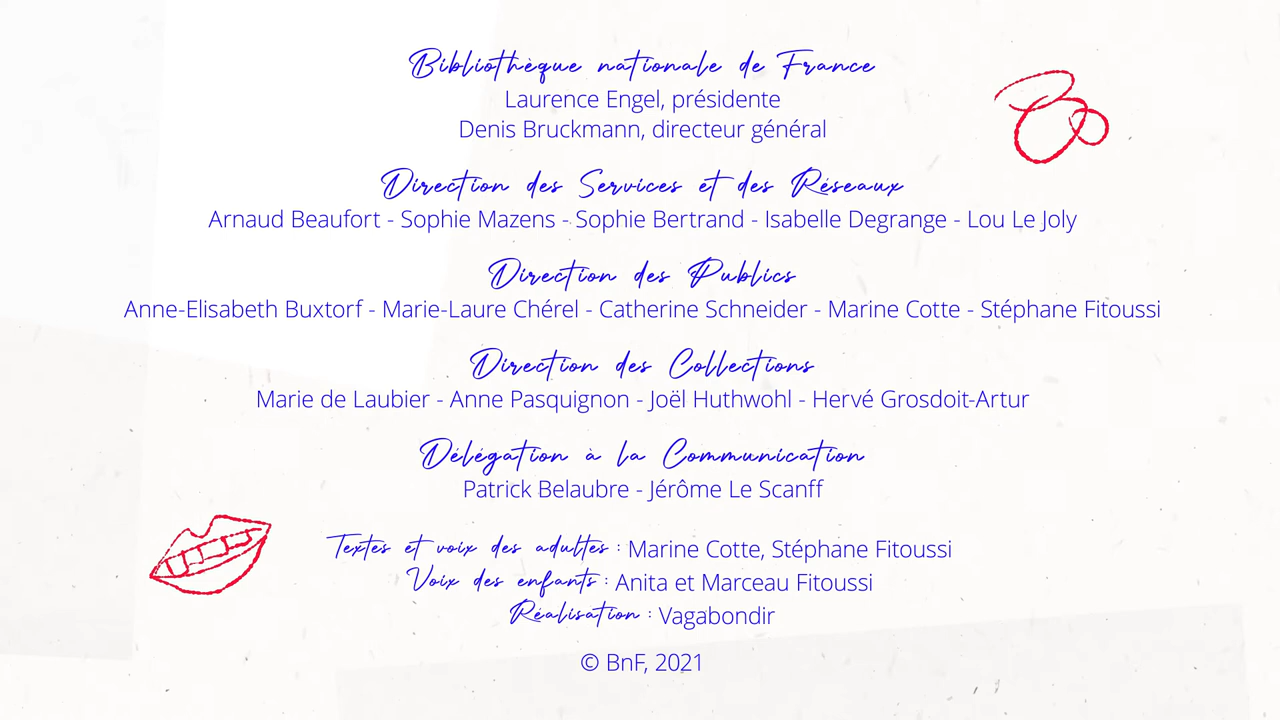 Bibliothèque nationale de France
Laurence Engel, présidente
Denis Bruckmann, directeur général
Direction des Services et des Réseaux
Arnaud Beaufort - Sophie Mazens - Sophie Bertrand - Isabelle Degrange - Lou Le Joly
Direction des Publics
Anne-Elisabeth Buxtorf - Marie-Laure Chérel - Catherine Schneider - Marine Cotte - Stéphane Fitoussi
Direction des Collections
Marie de Laubier - Anne Pasquignon - Joël Huthwohl - Hervé Grosdoit-Artur
Délégation à la Communication
Patrick Belaubre - Jérôme Le Scanff
Textes et voix des adultes : Marine Cotte, Stéphane Fitoussi
Voix des enfants : Anita et Marceau Fitoussi
Réalisation : Vagabondir
© BnF, 2021